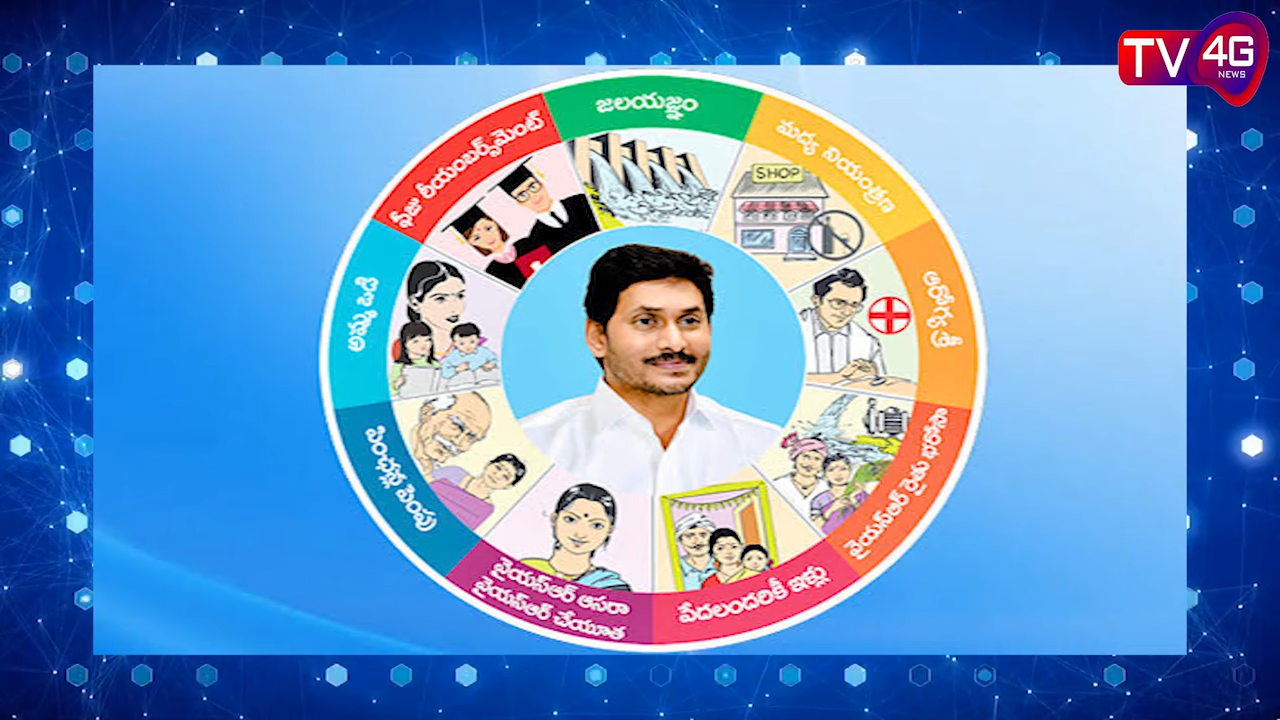 TV 4G
NEWS
జలయజ్ఞం
మద్య నియంత్రణ
SHOP
ఆరోగ్య శ్రీ
వైయస్ఆర్ రైతు భరోసా
పేదలందరికీ ఇళ్లు
వైయస్ఆర్ ఆసరా
వైయస్ఆర్ చేయూత
పింఛన్ల పెంపు
అమ్మ ఒడి
ఫీజు రీయింబర్స్‌మెంట్